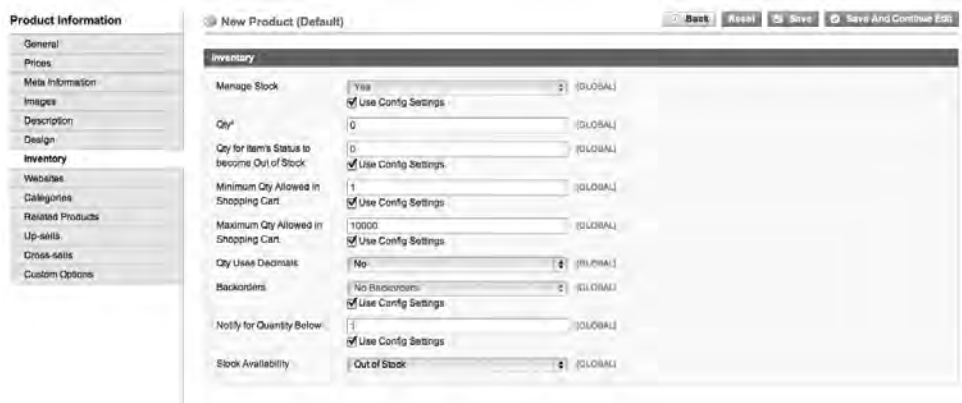 Product Information
General
Prices
Meta Information
Images
Description
Design
Inventory
Websites
Categories
Related Products
Up-sells
Cross-sells
Custom Options
New Product (Default)
Back Reset Save Save And Continue Edit
Inventory
Manage Stock Yes [GLOBAL]
Use Config Settings
Qty* 0 [GLOBAL]
Qty for Item's Status to become Out of Stock 0 [GLOBAL]
Use Config Settings
Minimum Qty Allowed in Shopping Cart 1 [GLOBAL]
Use Config Settings
Maximum Qty Allowed in Shopping Cart 10000 [GLOBAL]
Use Config Settings
Qty Uses Decimals No [GLOBAL]
Backorders No Backorders [GLOBAL]
Use Config Settings
Notify for Quantity Below 1 [GLOBAL]
Use Config Settings
Stock Availability Out of Stock [GLOBAL]